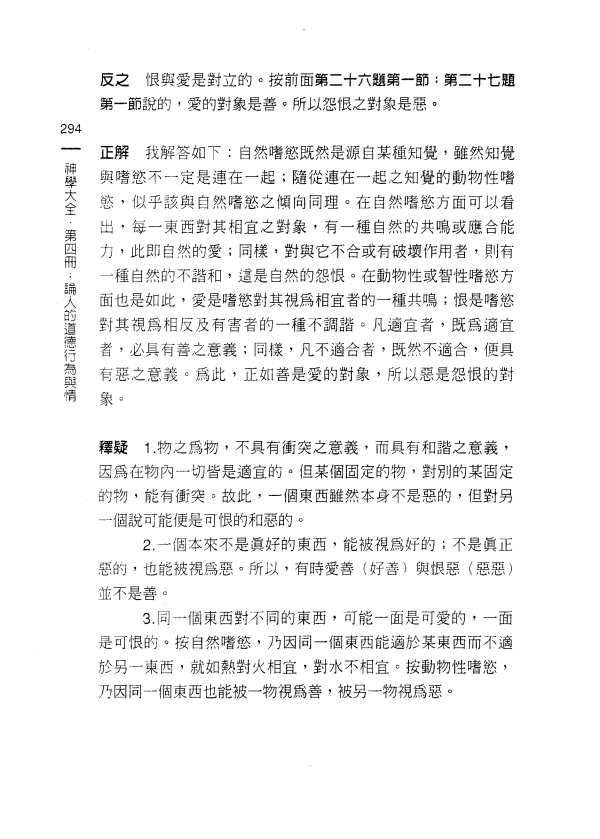 反之　恨與愛是對立的。按前面第二十六題第一節；第二十七題
第一節說的，愛的對象是善。所以怨恨之對象是惡。
294
神學大全．第四冊：論人的道德行為與情
正解　我解答如下：自然嗜慾既然是源自某種知覺，雖然知覺
與嗜慾不一定是連在一起；隨從連在一起之知覺的動物性嗜
慾，似乎該與自然嗜慾之傾向同理。在自然嗜慾方面可以看
出，每一東西對其相宜之對象，有一種自然的共鳴或應合能
力，此即自然的愛；同樣，對與它不合或有破壞作用者，則有
一種自然的不諧和，這是自然的怨恨。在動物性或智性嗜慾方
面也是如此，愛是嗜慾對其視爲相宜者的一種共鳴；恨是嗜慾
對其視爲相反及有害者的一種不調諧。凡適宜者，既爲適宜
者，必具有善之意義；同樣，凡不適合者，既然不適合，便具
有惡之意義。爲此，正如善是愛的對象，所以惡是怨恨的對
象。
釋疑　1.物之爲物，不具有衝突之意義，而具有和諧之意義，
因爲在物內一切皆是適宜的。但某個固定的物，對別的某固定
的物，能有衝突。故此，一個東西雖然本身不是惡的，但對另
一個說可能便是可恨的和惡的。
2.一個本來不是眞好的東西，能被視爲好的；不是眞正
惡的，也能被視爲惡。所以，有時愛善（好善）與恨惡（惡惡）
並不是善。
3.同一個東西對不同的東西，可能一面是可愛的，一面
是可恨的。按自然嗜慾，乃因同一個東西能適於某東西而不適
於另一東西，就如熱對火相宜，對水不相宜。按動物性嗜慾，
乃因同一個東西也能被一物視爲善，被另一物視爲惡。